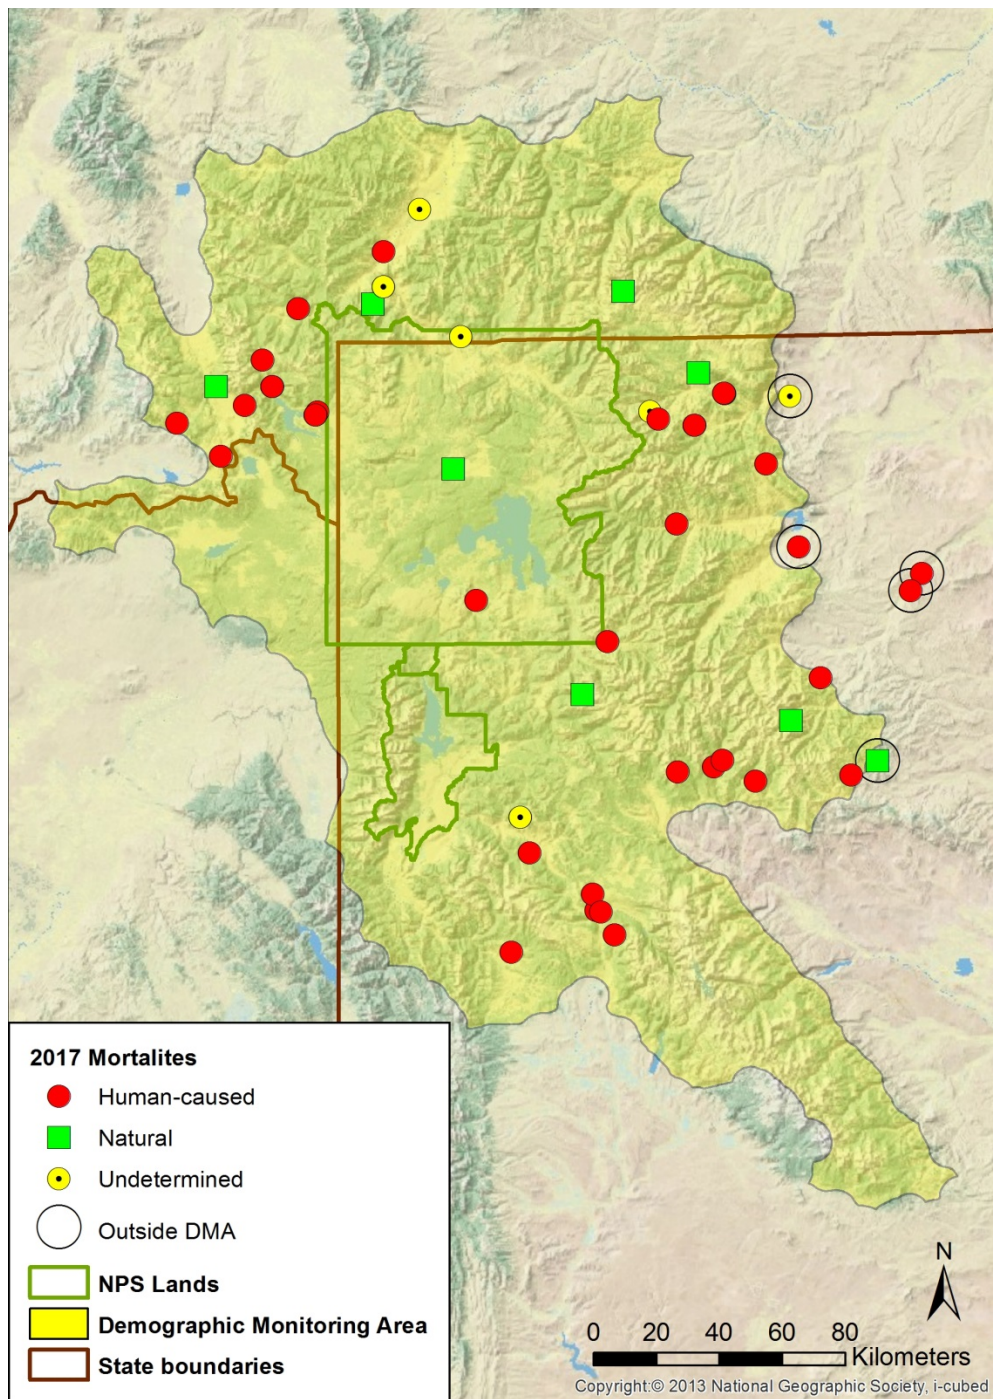 2017 Mortalites
Human-caused
Natural
Undetermined
Outside DMA
NPS Lands
Demographic Monitoring Area
State boundaries
N
0 20 40 60 80
Kilometers
Copyright:© 2013 National Geographic Society, i-cubed